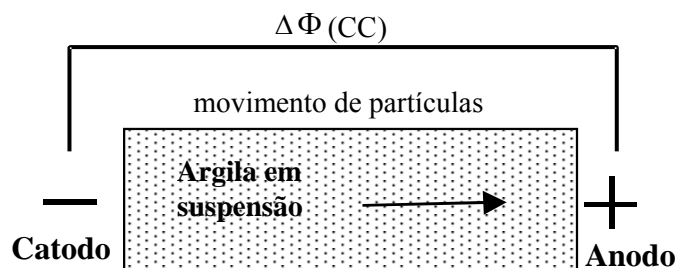 ΔΦ (CC)
movimento de partículas
Argila em
suspensão
Catodo
Anodo